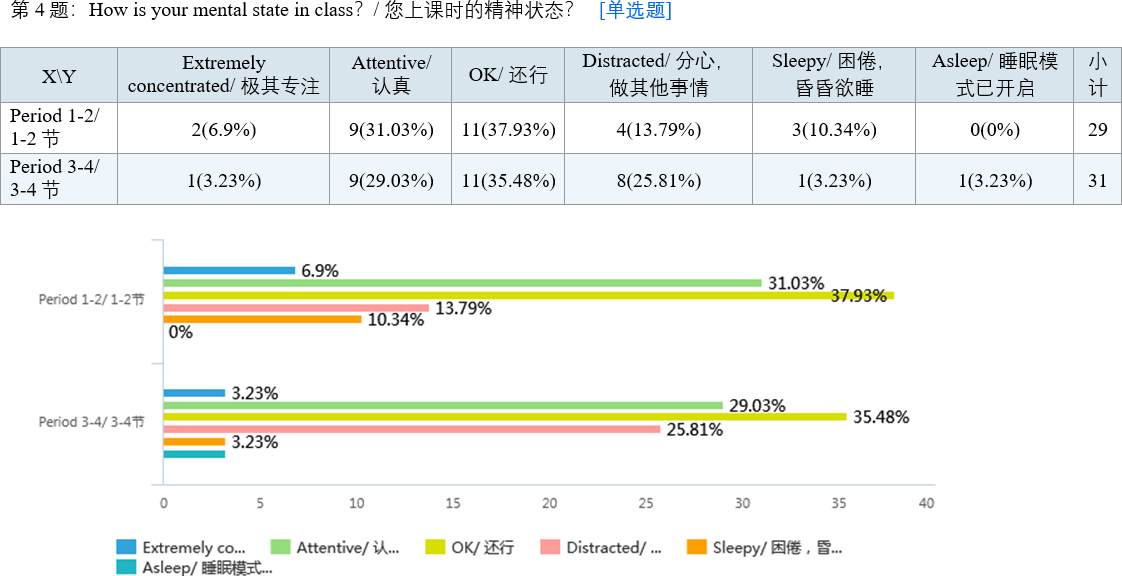 第 4 题：How is your mental state in class？/ 您上课时的精神状态？ [单选题]
X\Y
Extremely
concentrated/ 极其专注
Attentive/
认真
OK/ 还行
Distracted/ 分心，
做其他事情
Sleepy/ 困倦，
昏昏欲睡
Asleep/ 睡眠模
式已开启
小
计
Period 1-2/
1-2 节
2(6.9%)
9(31.03%)
11(37.93%)
4(13.79%)
3(10.34%)
0(0%)
29
Period 3-4/
3-4 节
1(3.23%)
9(29.03%)
11(35.48%)
8(25.81%)
1(3.23%)
1(3.23%)
31
6.9%
31.03%
Period 1-2/ 1-2节
37.93%
13.79%
10.34%
0%
3.23%
29.03%
Period 3-4/ 3-4节
35.48%
25.81%
3.23%
0 5 10 15 20 25 30 35 40
Extremely co... Attentive/ 认... OK/ 还行 Distracted/ ... Sleepy/ 困倦，昏...
Asleep/ 睡眠模式...